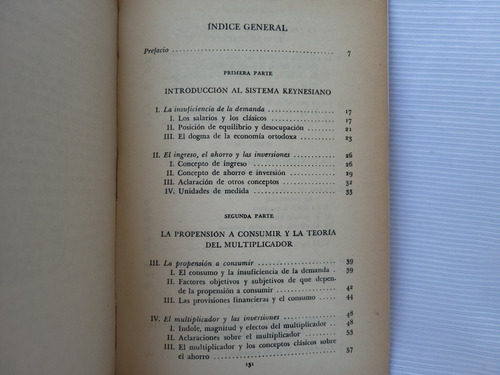 ÍNDICE GENERAL
Prefacio 7
PRIMERA PARTE
INTRODUCCIÓN AL SISTEMA KEYNESIANO
I. La insuficiencia de la demanda 17
I. Los salarios y los clásicos 17
II. Posición de equilibrio y desocupación 21
III. El dogma de la economía ortodoxa 23
II. El ingreso, el ahorro y las inversiones 26
I. Concepto de ingreso 26
II. Concepto de ahorro e inversión 29
III. Aclaración de otros conceptos 32
IV. Unidades de medida 33
SEGUNDA PARTE
LA PROPENSIÓN A CONSUMIR Y LA TEORÍA
DEL MULTIPLICADOR
III. La propensión a consumir 39
I. El consumo y la insuficiencia de la demanda 39
II. Factores objetivos y subjetivos de que depen-
de la propensión a consumir 42
III. Las provisiones financieras y el consumo 44
IV. El multiplicador y las inversiones 48
I. Indole, magnitud y efectos del multiplicador 48
II. Aclaraciones sobre el multiplicador 53
III. El multiplicador y los conceptos clásicos sobre
el ahorro 57
151